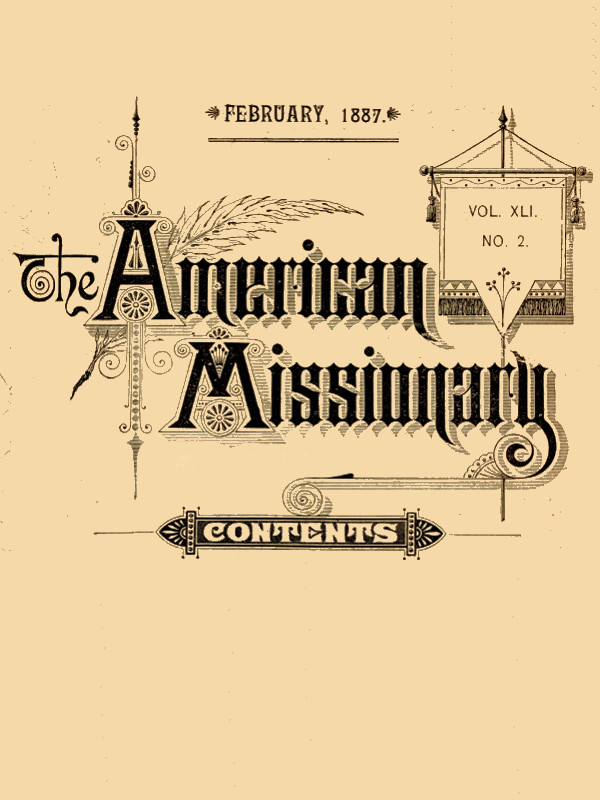 FEBRUARY, 1887.
VOL. XLI.
NO. 2.
The American
Missionary
CONTENTS